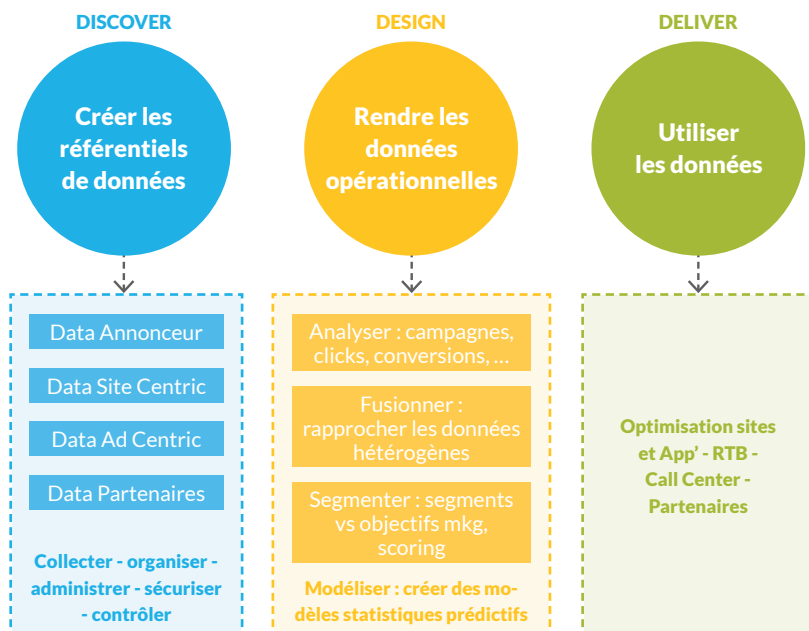 DISCOVER
Créer les
référentiels
de données
Data Annonceur
Data Site Centric
Data Ad Centric
Data Partenaires
Collecter - organiser -
administrer - sécuriser
- contrôler
DESIGN
Rendre les
données
opérationnelles
Analyser : campagnes,
clicks, conversions, ...
Fusionner :
rapprocher les données
hétérogènes
Segmenter : segments
vs objectifs mkg,
scoring
Modéliser : créer des mo-
dèles statistiques prédictifs
DELIVER
Utiliser
les données
Optimisation sites
et App’ - RTB -
Call Center -
Partenaires